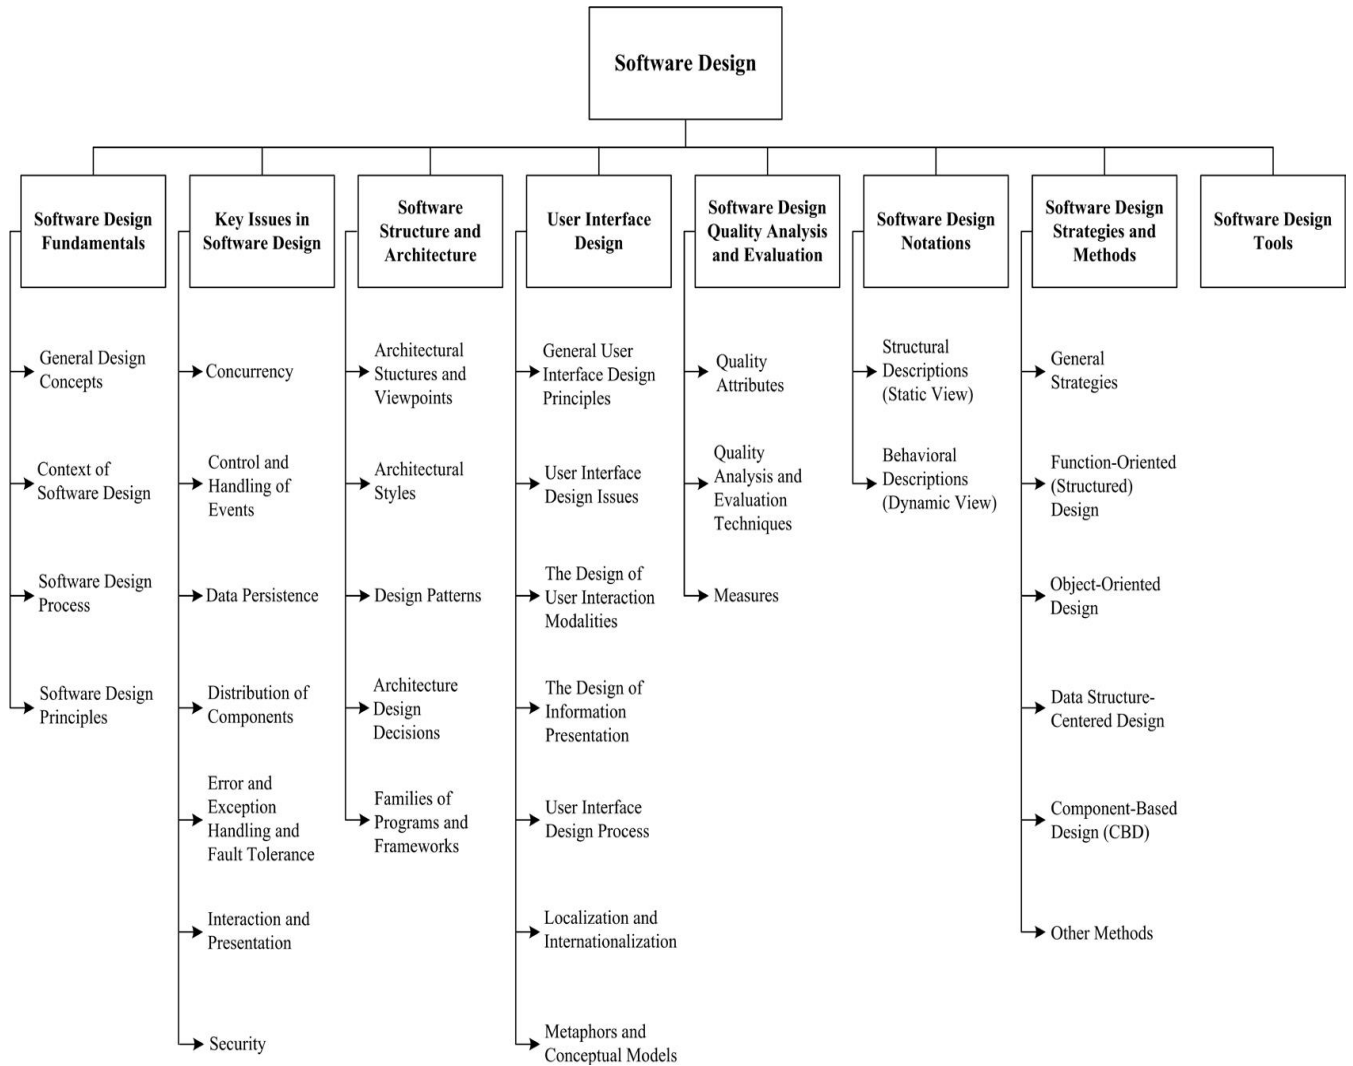 Software Design
Software Design
Fundamentals
General Design
Concepts
Context of
Software Design
Software Design
Process
Software Design
Principles
Key Issues in
Software Design
Concurrency
Control and
Handling of
Events
Data Persistence
Distribution of
Components
Error and
Exception
Handling and
Fault Tolerance
Interaction and
Presentation
Security
Software
Structure and
Architecture
Architectural
Stuctures and
Viewpoints
Architectural
Styles
Design Patterns
Architecture
Design
Decisions
Families of
Programs and
Frameworks
User Interface
Design
General User
Interface Design
Principles
User Interface
Design Issues
The Design of
User Interaction
Modalities
The Design of
Information
Presentation
User Interface
Design Process
Localization and
Internationalization
Metaphors and
Conceptual Models
Software Design
Quality Analysis
and Evaluation
Quality
Attributes
Quality
Analysis and
Evaluation
Techniques
Measures
Software Design
Notations
Structural
Descriptions
(Static View)
Behavioral
Descriptions
(Dynamic View)
Software Design
Strategies and
Methods
General
Strategies
Function-Oriented
(Structured)
Design
Object-Oriented
Design
Data Structure-
Centered Design
Component-Based
Design (CBD)
Other Methods
Software Design
Tools